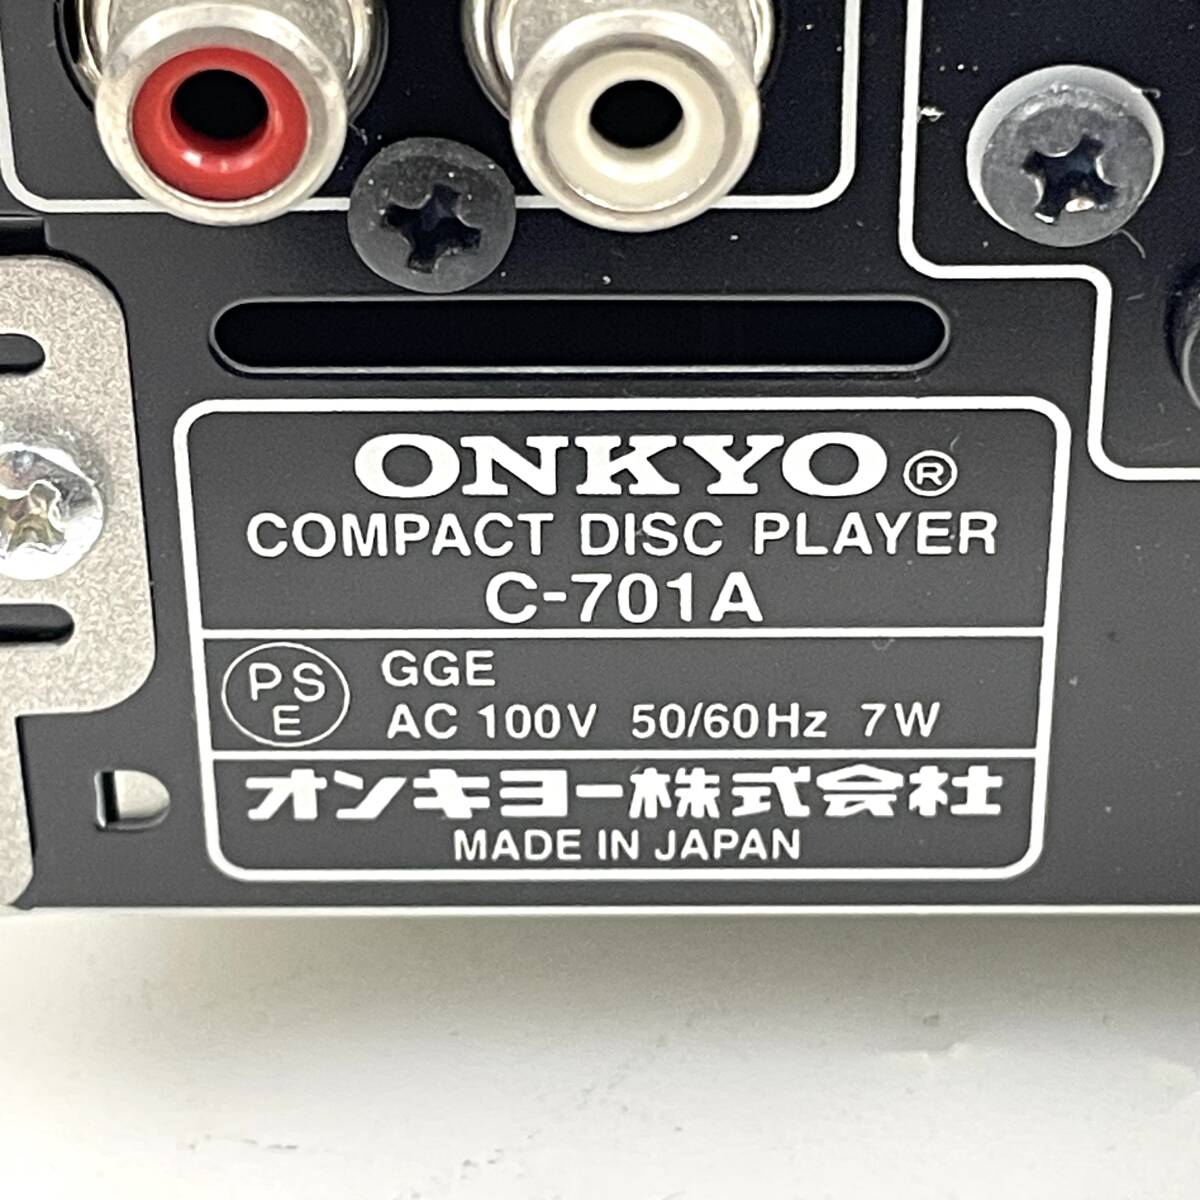 ONKYO®
COMPACT DISC PLAYER
C-701A
PS
E
GGE
AC 100V 50/60Hz 7W
オンキヨー株式会社
MADE IN JAPAN